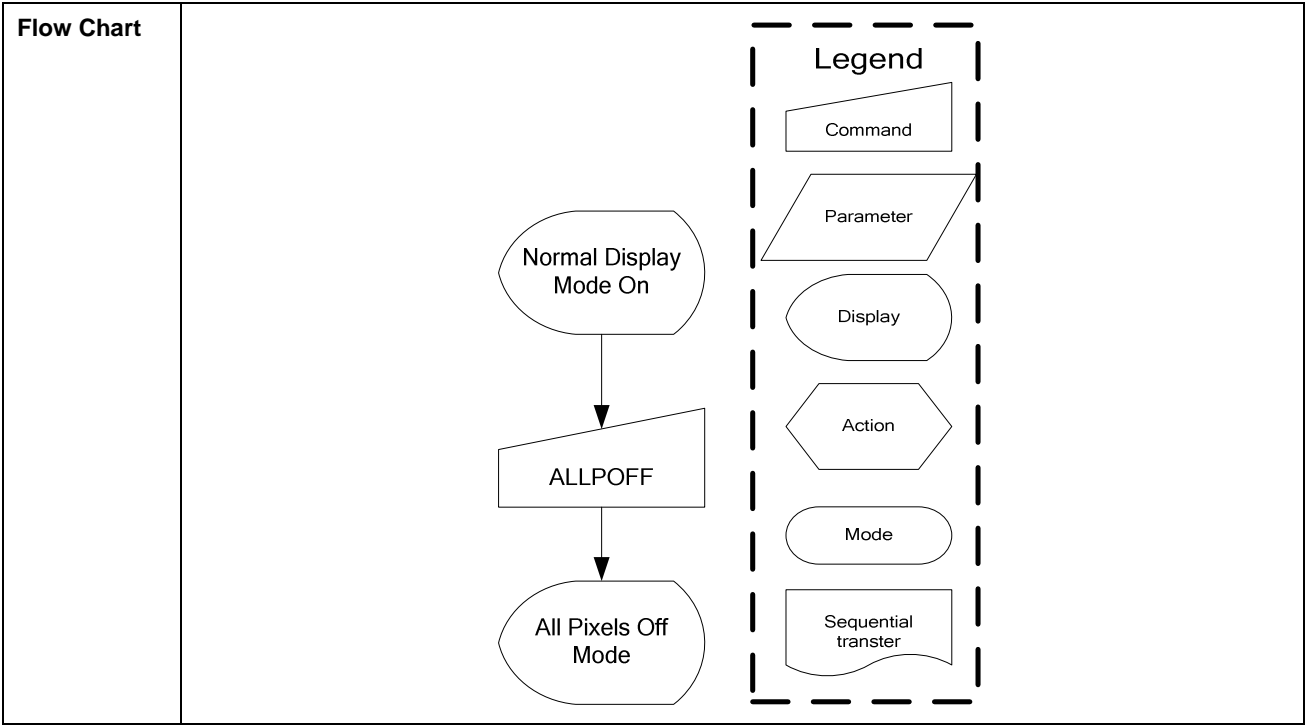 Flow Chart
Normal Display
Mode On
ALLPOFF
All Pixels Off
Mode
Legend
Command
Parameter
Display
Action
Mode
Sequential
transter